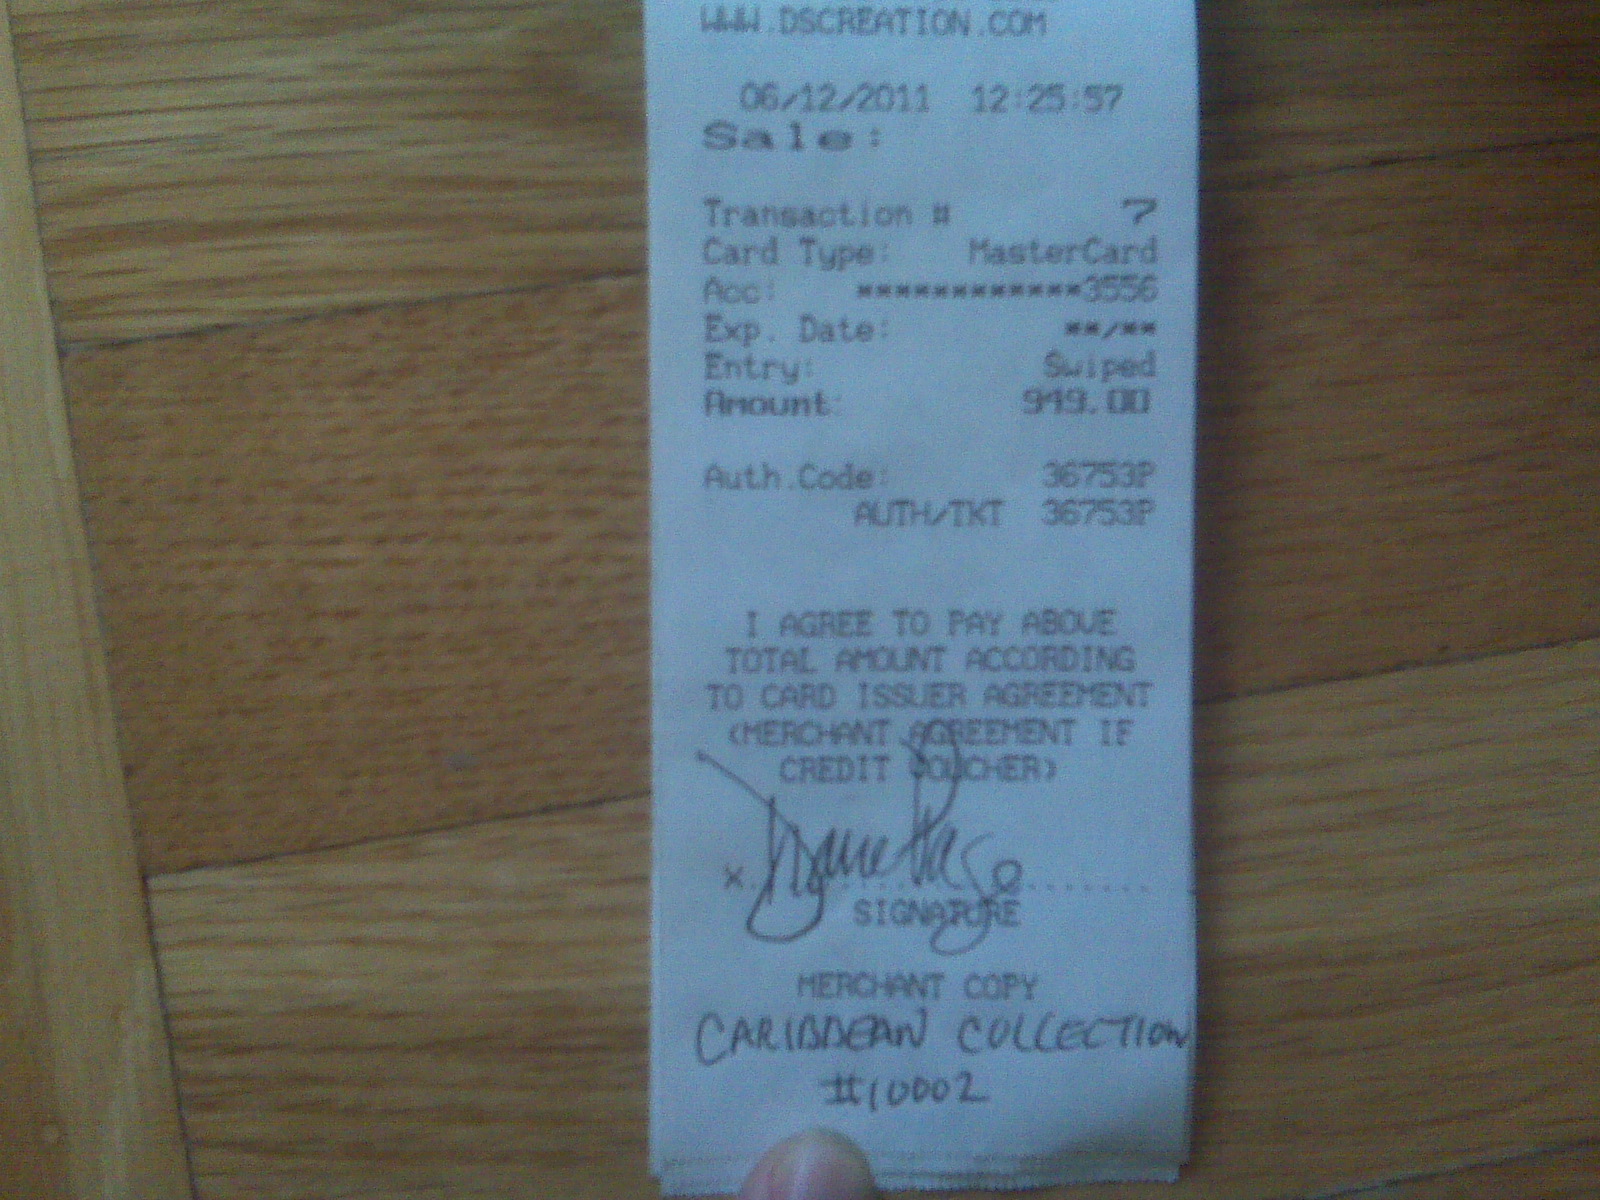 WWW.DSCREATION.COM
06/12/2011 12:25:57
Sale:
Transaction # 7
Card Type: MasterCard
Acc: ************3556
Exp. Date: **/**
Entry: Swiped
Amount: 949.00
Auth.Code: 36753P
AUTH/TKT 36753P
I AGREE TO PAY ABOVE
TOTAL AMOUNT ACCORDING
TO CARD ISSUER AGREEMENT
(MERCHANT AGREEMENT IF
CREDIT VOUCHER)
x
SIGNATURE
MERCHANT COPY
CARIBBEAN COLLECTION
#10002